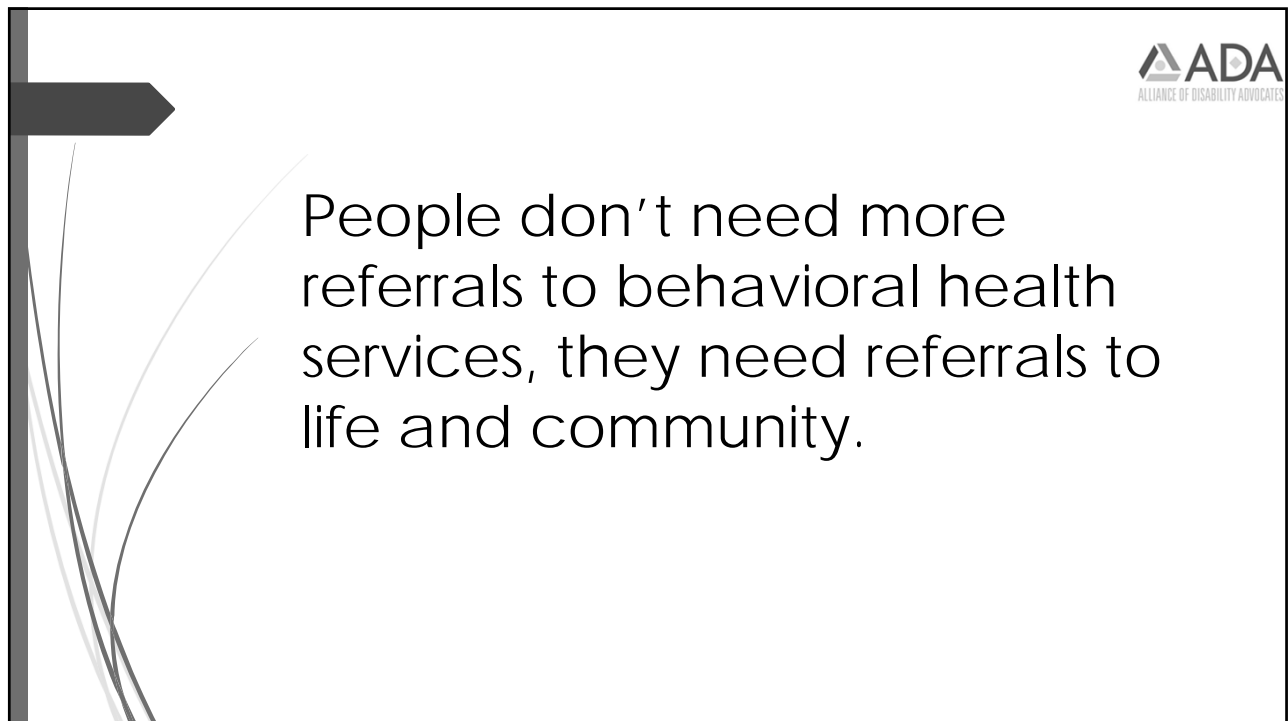 ADA
ALLIANCE OF DISABILITY ADVOCATES
People don't need more
referrals to behavioral health
services, they need referrals to
life and community.